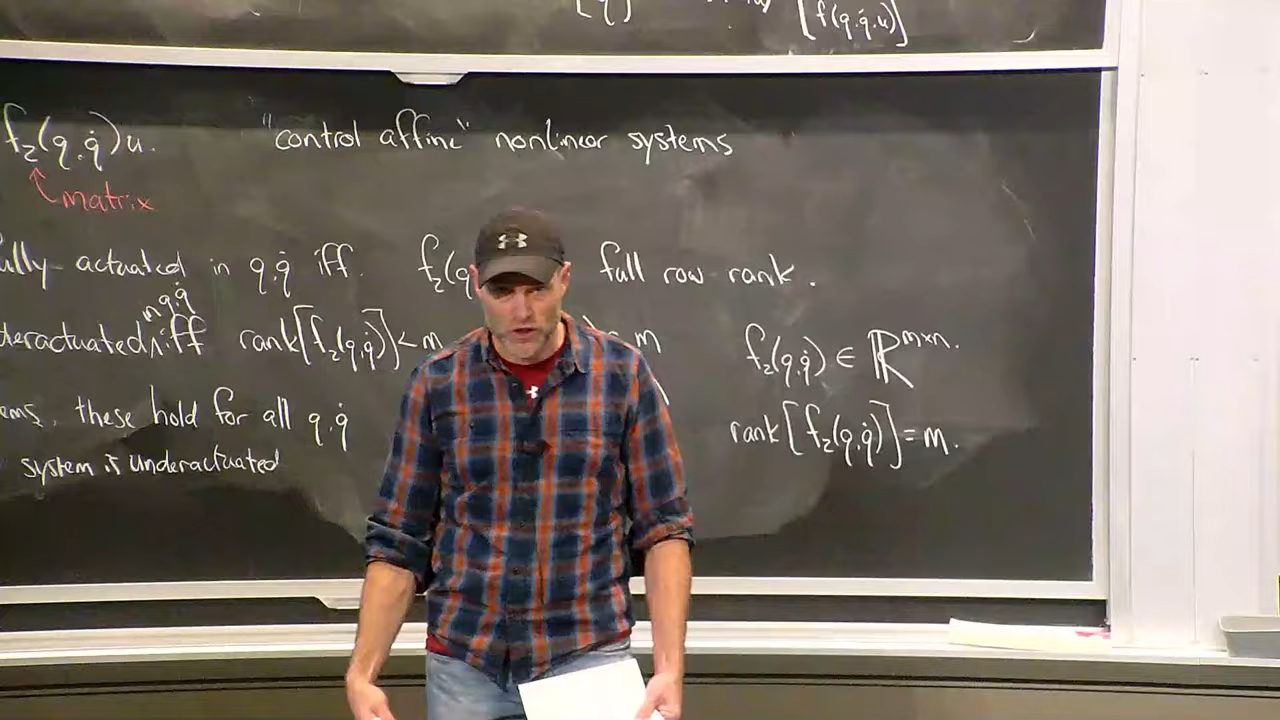 [q̇] [f(q,q̇,u)]
f₂(q,q̇)u. "control affine" nonlinear systems
matrix
ully-actuated in q,q̇ iff. f₂(q full row rank.
in q,q̇
teractuated ∧ iff rank[f₂(q,q̇)] < m m f₂(q,q̇) ∈ ℝᵐˣⁿ.
ems, these hold for all q,q̇ rank[f₂(q,q̇)] = m.
system is underactuated